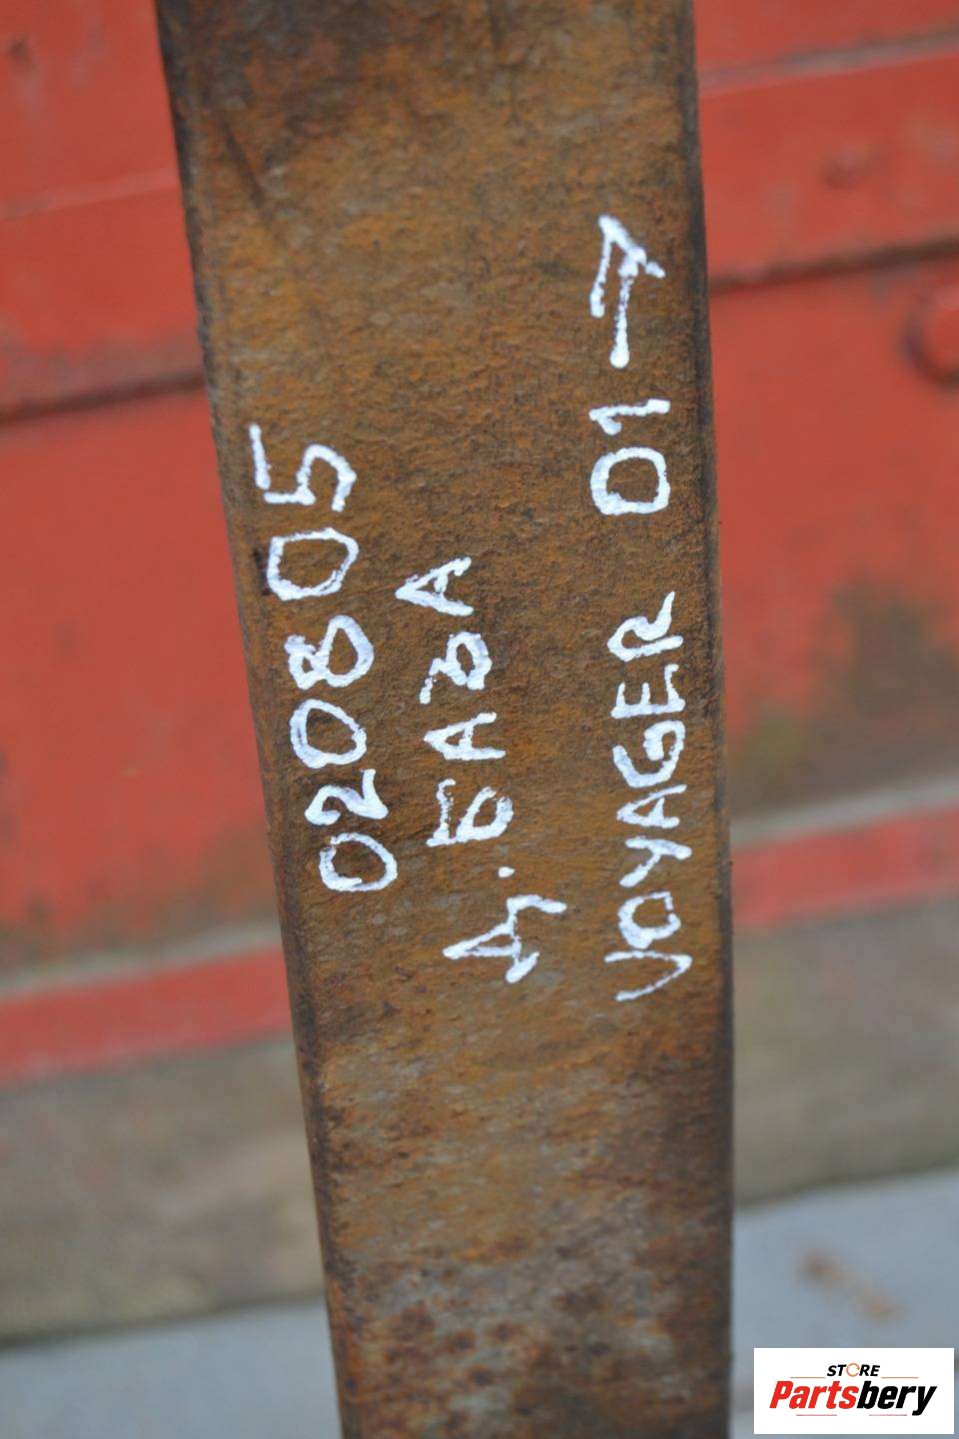 020805
Д.БАЗА
VOYAGER 01→
STORE
Partsbery